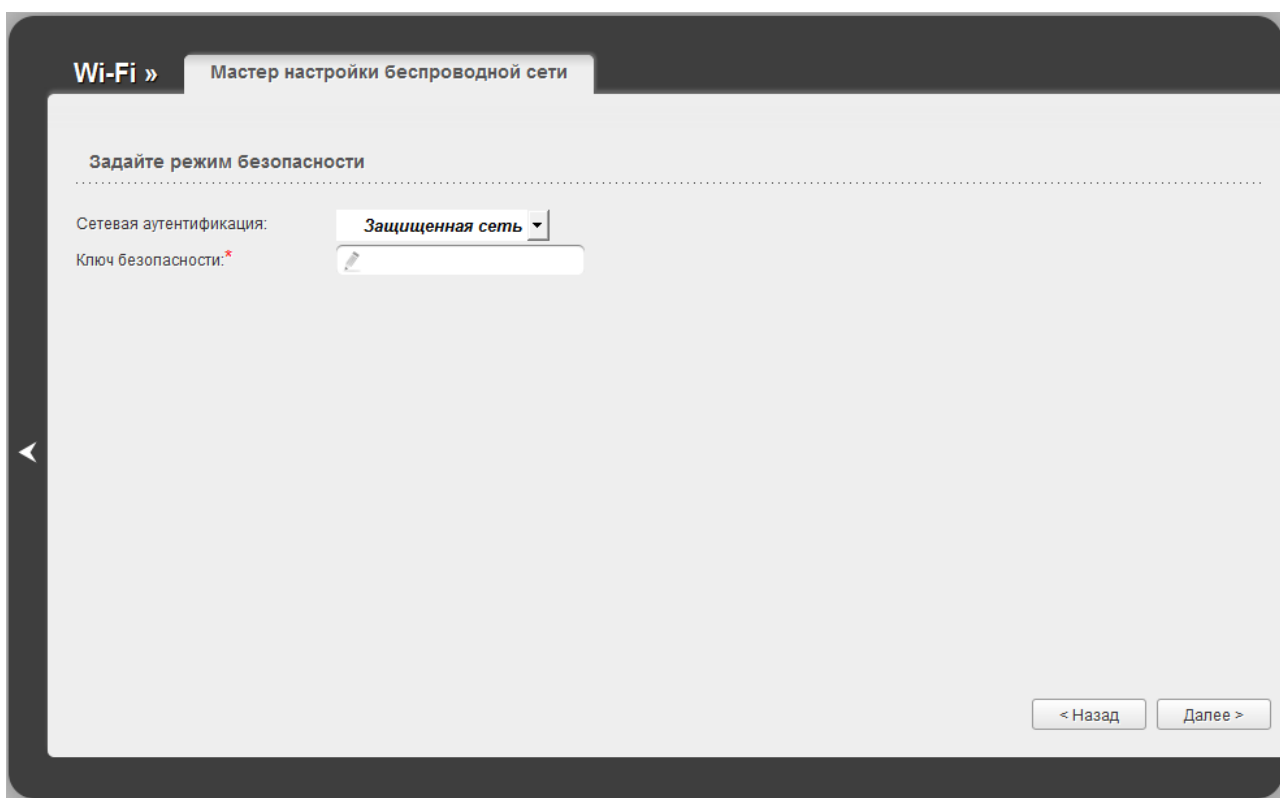 Wi-Fi » Мастер настройки беспроводной сети
Задайте режим безопасности
Сетевая аутентификация: Защищенная сеть
Ключ безопасности:*
< Назад Далее >